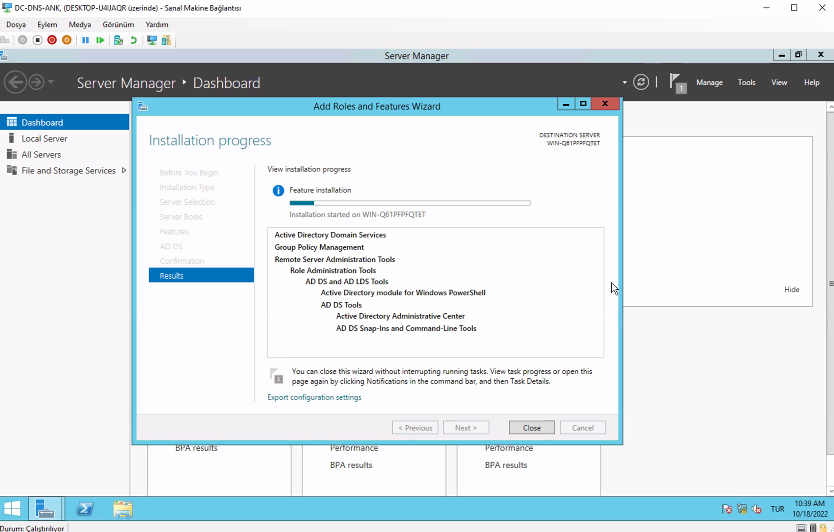 DC-DNS-ANK, (DESKTOP-U4IJAQR üzerinde) - Sanal Makine Bağlantısı
Dosya Eylem Medya Görünüm Yardım
Server Manager
Server Manager • Dashboard
1 Manage Tools View Help
Dashboard
Local Server
All Servers
File and Storage Services
Add Roles and Features Wizard
Installation progress
DESTINATION SERVER
WIN-Q61PFPFQTET
Before You Begin
Installation Type
Server Selection
Server Roles
Features
AD DS
Confirmation
Results
View installation progress
Feature installation
Installation started on WIN-Q61PFPFQTET
Active Directory Domain Services
Group Policy Management
Remote Server Administration Tools
Role Administration Tools
AD DS and AD LDS Tools
Active Directory module for Windows PowerShell
AD DS Tools
Active Directory Administrative Center
AD DS Snap-Ins and Command-Line Tools
1
You can close this wizard without interrupting running tasks. View task progress or open this
page again by clicking Notifications in the command bar, and then Task Details.
Export configuration settings
< Previous Next > Close Cancel
Hide
BPA results
Performance
BPA results
Performance
BPA results
TUR
10:39 AM
10/18/2022
Durum: Çalıştırılıyor